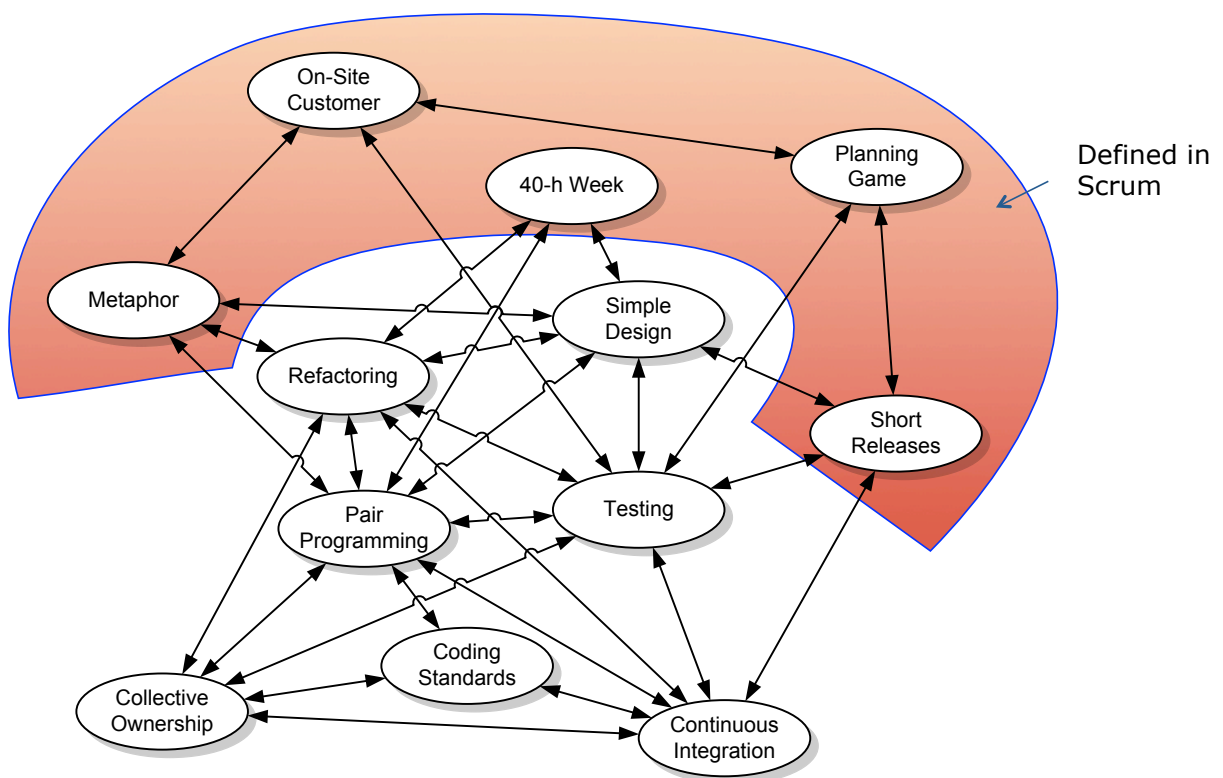 On-Site
Customer
Planning
Game
Defined in
Scrum
40-h Week
Metaphor
Simple
Design
Refactoring
Short
Releases
Pair
Programming
Testing
Coding
Standards
Collective
Ownership
Continuous
Integration